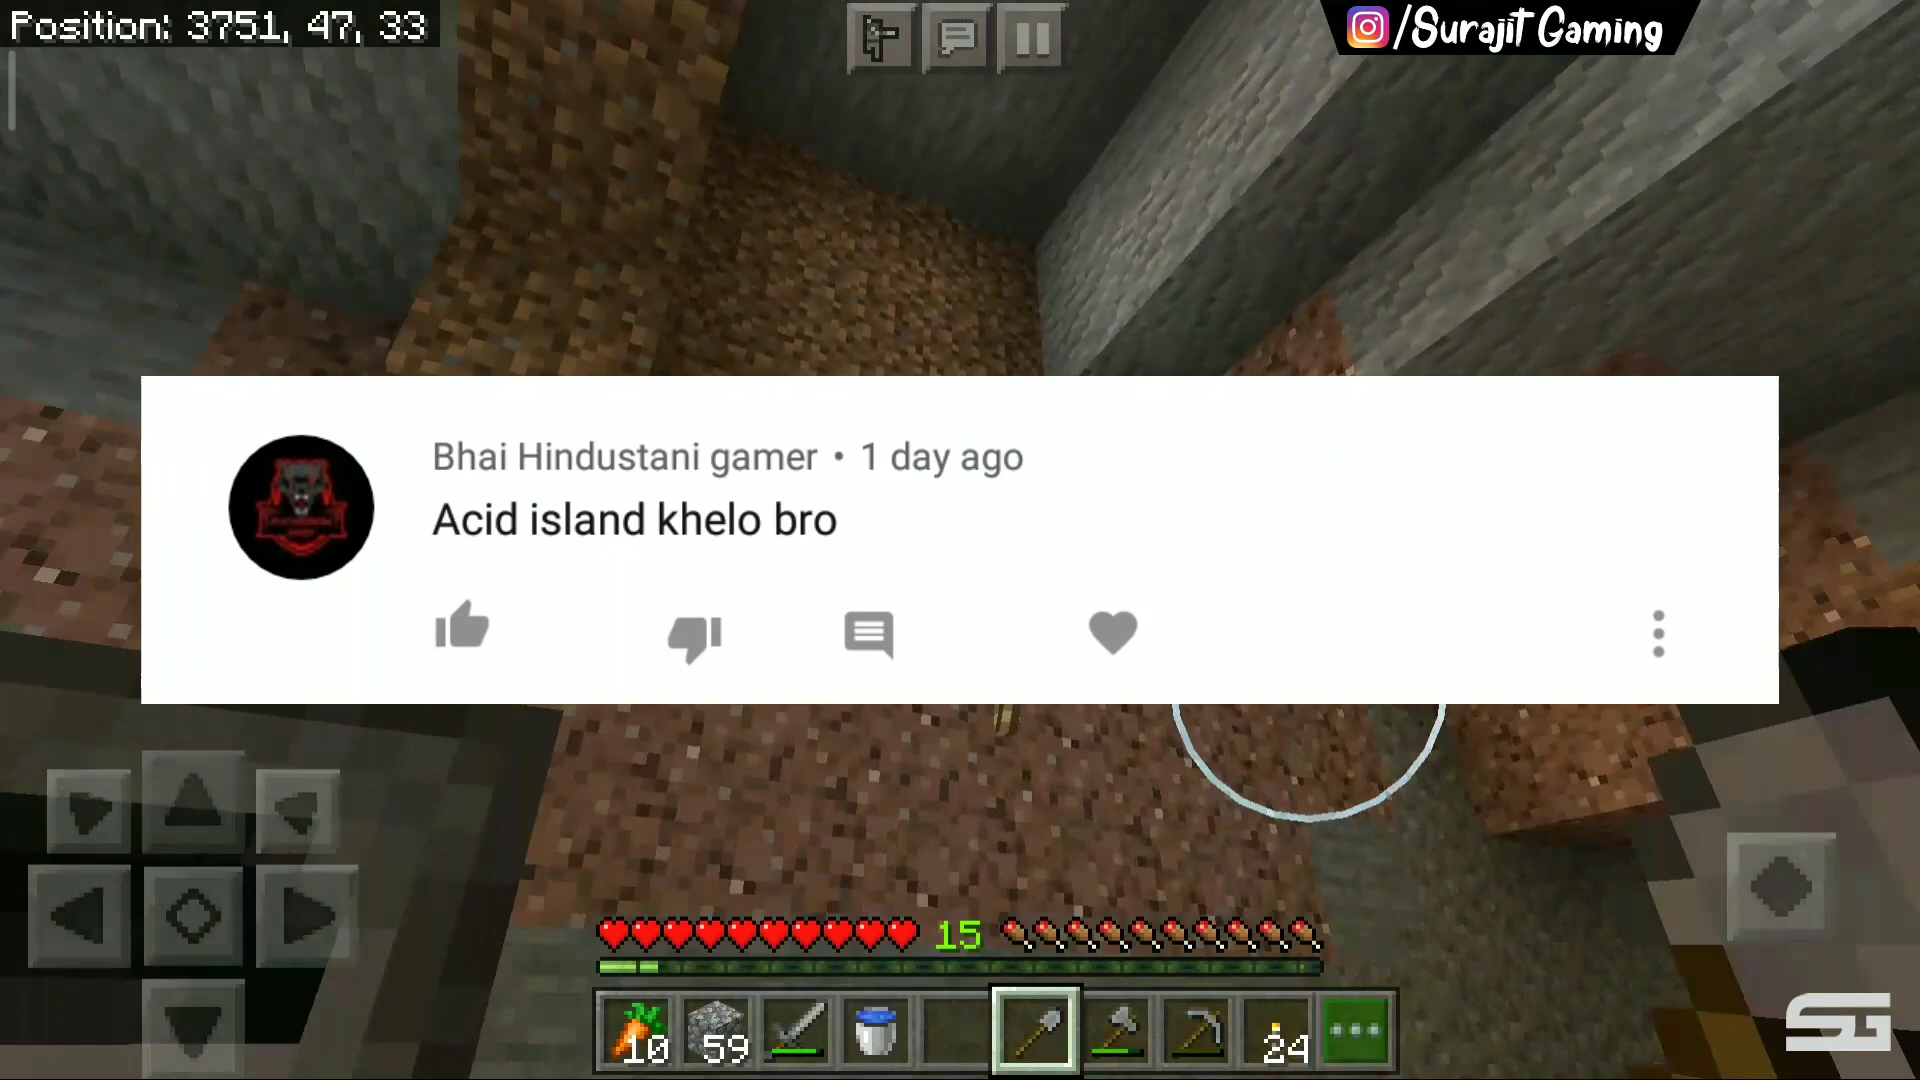 Position: 3751, 47, 33
/Surajit Gaming
Bhai Hindustani gamer • 1 day ago
Acid island khelo bro
15
10
59
24
SG